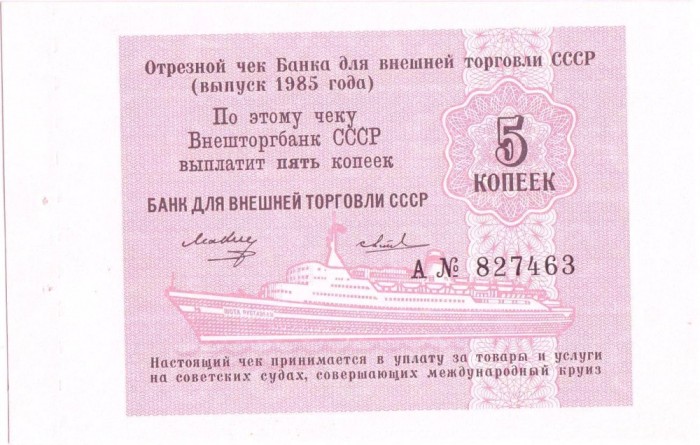 Отрезной чек Банка для внешней торговли СССР
(выпуск 1985 года)
По этому чеку
Внешторгбанк СССР
выплатит пять копеек
5
КОПЕЕК
БАНК ДЛЯ ВНЕШНЕЙ ТОРГОВЛИ СССР
А № 827463
Настоящий чек принимается в уплату за товары и услуги
на советских судах, совершающих международный круиз